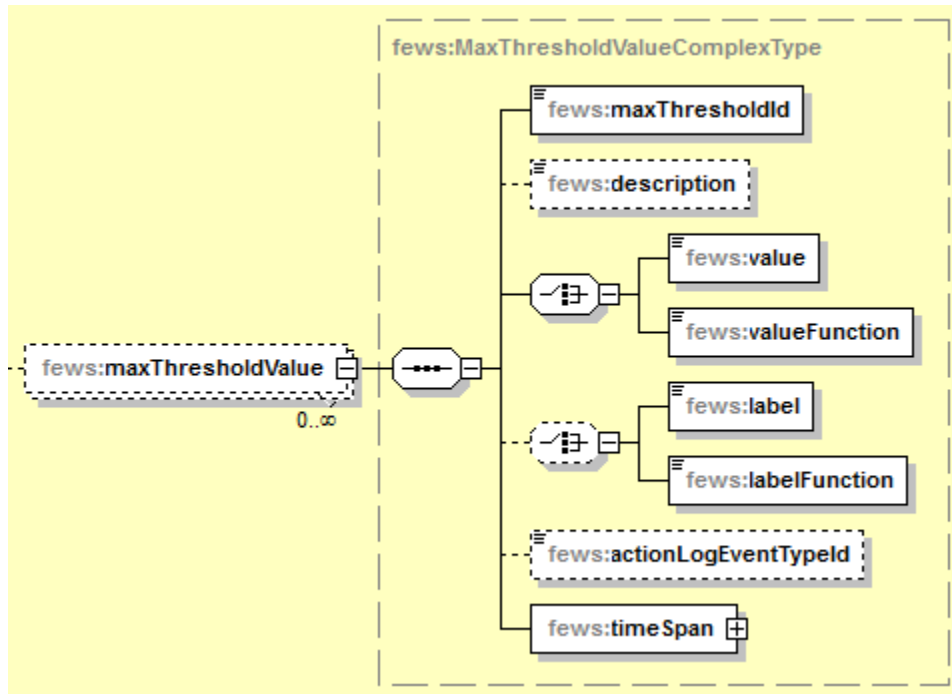 fews:MaxThresholdValueComplexType
fews:maxThresholdId
fews:description
fews:value
fews:valueFunction
fews:maxThresholdValue
0..∞
fews:label
fews:labelFunction
fews:actionLogEventTypeId
fews:timeSpan